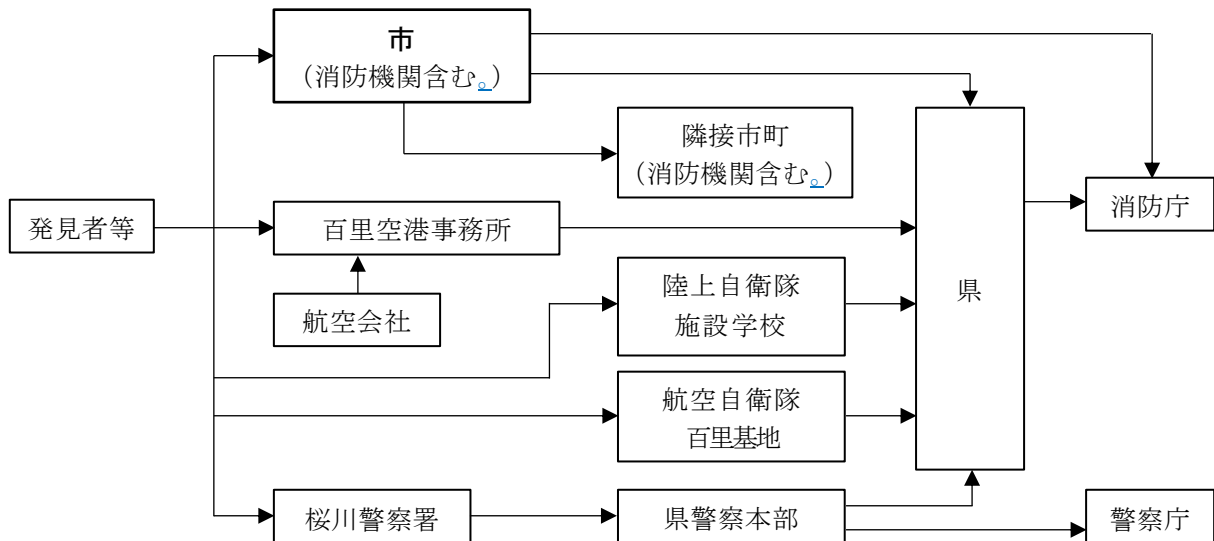 市
（消防機関含む。）
隣接市町
（消防機関含む。）
発見者等
百里空港事務所
消防庁
県
航空会社
陸上自衛隊
施設学校
航空自衛隊
百里基地
桜川警察署
県警察本部
警察庁